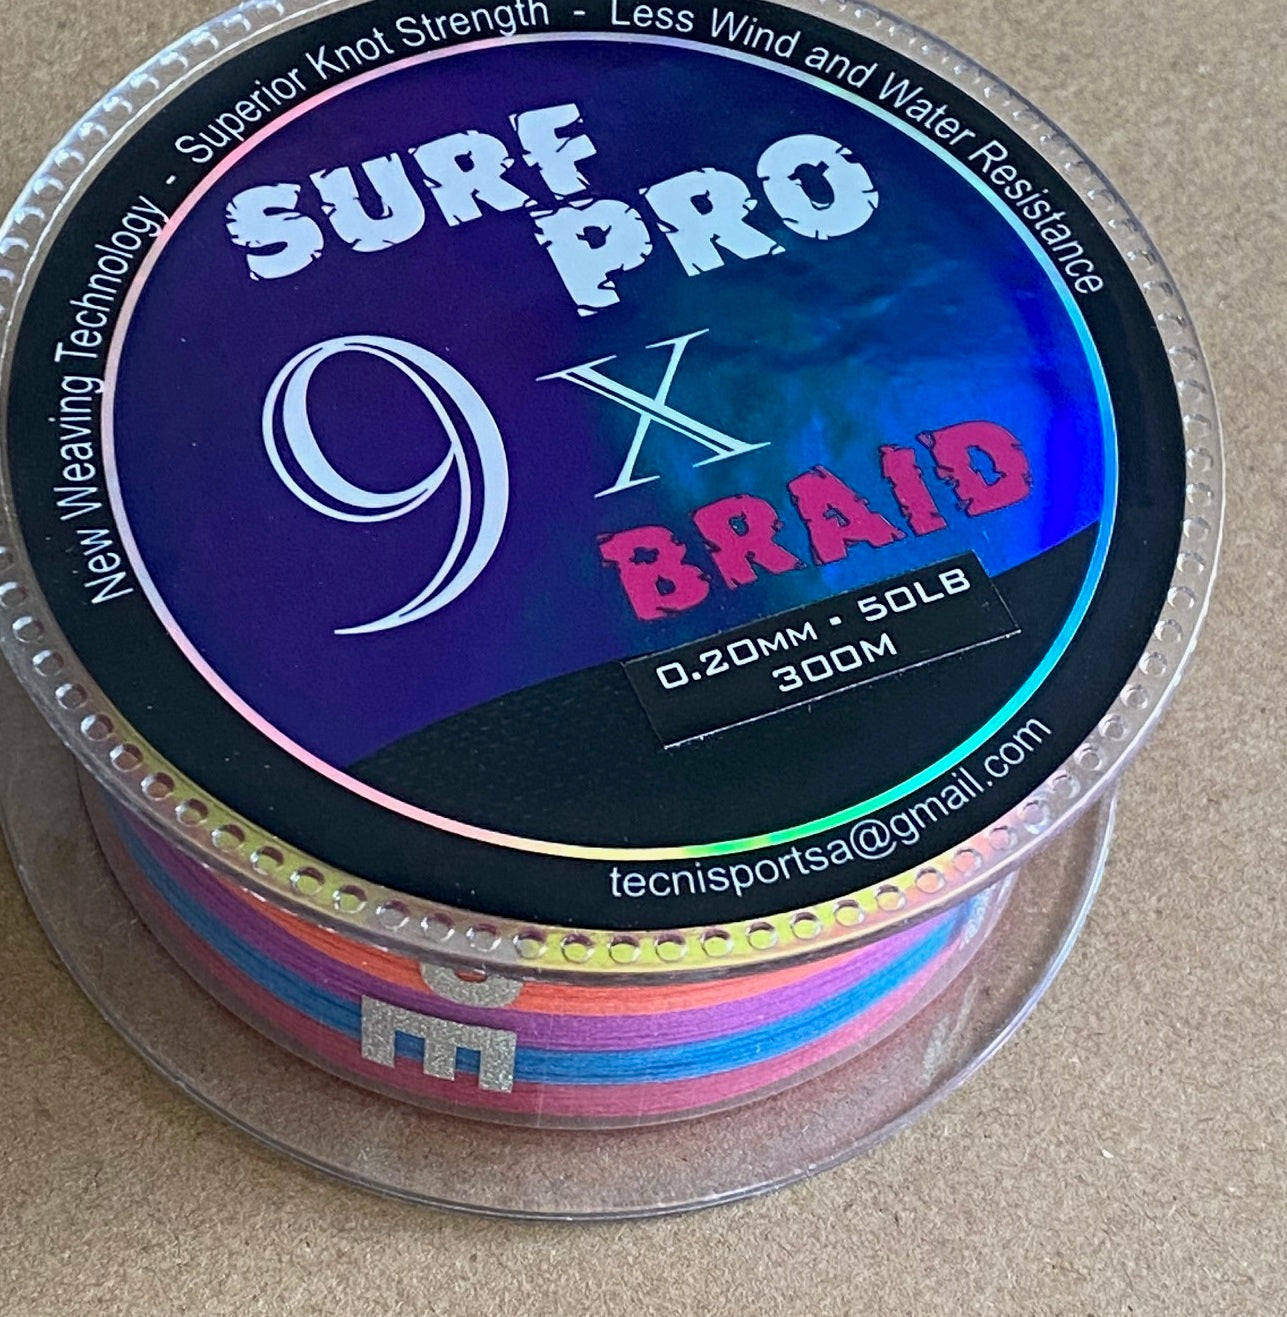 New Weaving Technology - Superior Knot Strength - Less Wind and Water Resistance
SURF
PRO
9 X
BRAID
0.20MM · 50LB
300M
tecnisportsa@gmail.com
E